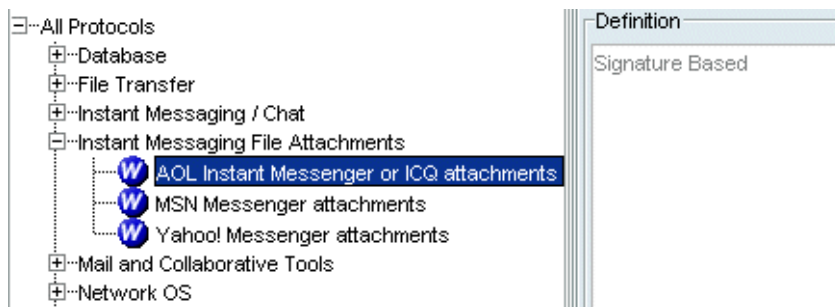 All Protocols
Database
File Transfer
Instant Messaging / Chat
Instant Messaging File Attachments
W AOL Instant Messenger or ICQ attachments
W MSN Messenger attachments
W Yahoo! Messenger attachments
Mail and Collaborative Tools
Network OS
Definition
Signature Based